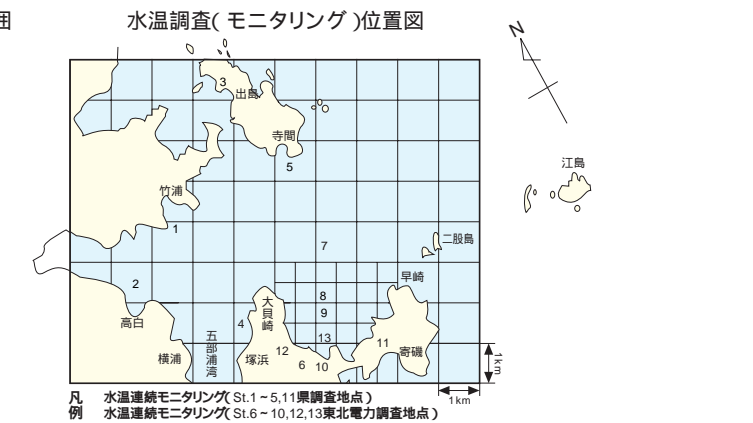 囲
水温調査(モニタリング)位置図
N
3
出島
寺間
5
江島
竹浦
1
7
二股島
2
早崎
8
大貝崎
9
高白
4
五部浦湾
13
11
横浦
塚浜
12
6
10
寄磯
1km
1km
凡 水温連続モニタリング(St.1~5,11県調査地点)
例 水温連続モニタリング(St.6~10,12,13東北電力調査地点)